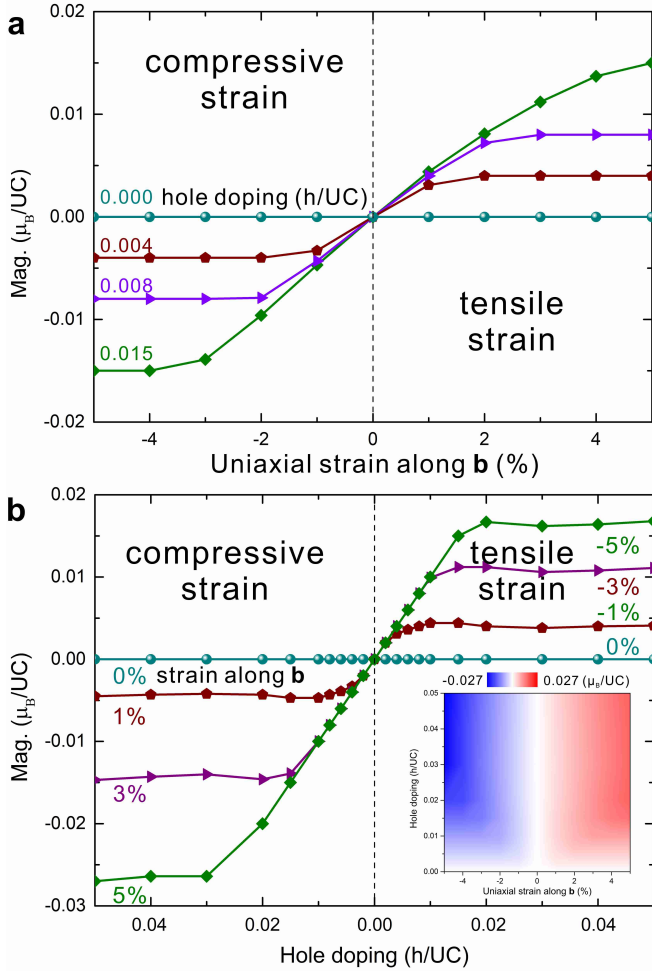 a
0.02
0.01
0.00
-0.01
-0.02
Mag. (μB/UC)
compressive
strain
0.000 hole doping (h/UC)
0.004
0.008
0.015
tensile
strain
-4 -2 0 2 4
Uniaxial strain along b (%)
b
0.02
0.01
0.00
-0.01
-0.02
-0.03
Mag. (μB/UC)
compressive
strain
tensile
strain
-5%
-3%
-1%
0%
0% strain along b
1%
3%
5%
-0.027 0.027 (μB/UC)
0.05
0.04
0.03
0.02
0.01
0.00
Hole doping (h/UC)
-4 -2 0 2 4
Uniaxial strain along b (%)
0.04 0.02 0.00 0.02 0.04
Hole doping (h/UC)